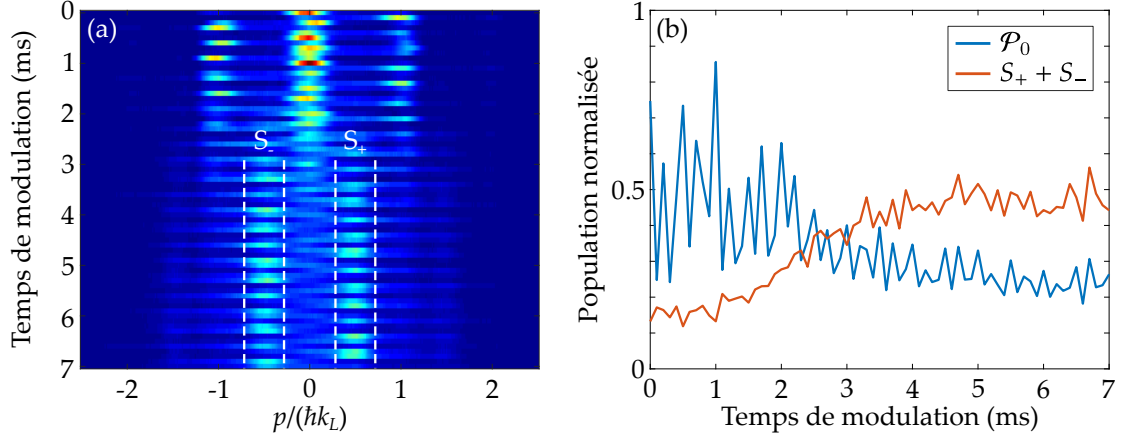 (a)
Temps de modulation (ms)
0
1
2
3
4
5
6
7
S₋
S₊
-2
-1
0
1
2
p/(ħk_L)
(b)
Population normalisée
1
0.5
0
𝒫₀
S₊ + S₋
0
1
2
3
4
5
6
7
Temps de modulation (ms)